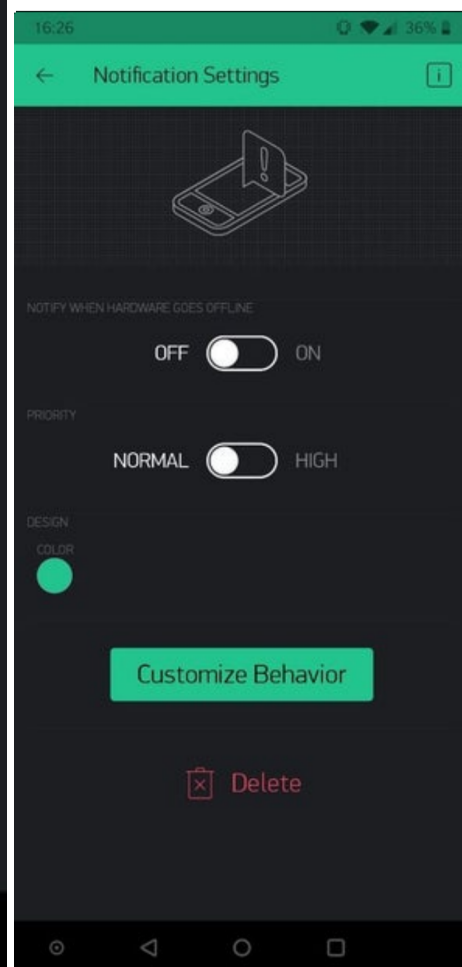 16:26 36%
Notification Settings
NOTIFY WHEN HARDWARE GOES OFFLINE
OFF ON
PRIORITY
NORMAL HIGH
DESIGN
COLOR
Customize Behavior
Delete